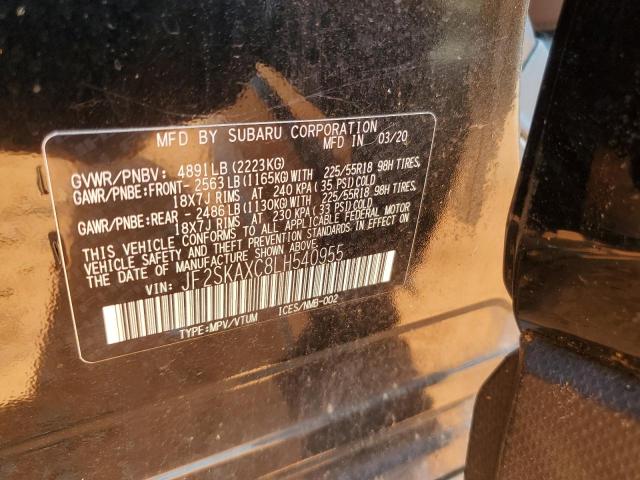 MFD BY SUBARU CORPORATION
MFD IN 03/20
GVWR/PNBV: 4891LB(2223KG)
GAWR/PNBE:FRONT- 2563LB(1165KG) 225/55R18 98H TIRES,
18X7J RIMS AT 240 KPA(35 PSI)COLD
GAWR/PNBE:REAR - 2486LB(1130KG) 225/55R18 98H TIRES,
18X7J RIMS AT 230 KPA(33 PSI)COLD
THIS VEHICLE CONFORMS TO ALL APPLICABLE FEDERAL MOTOR
VEHICLE SAFETY AND THEFT PREVENTION STANDARDS IN EFFECT ON
THE DATE OF MANUFACTURE SHOWN ABOVE.
VIN: JF2SKAXC8LH540955
TYPE:MPV/VTUM ICES/NMB-002